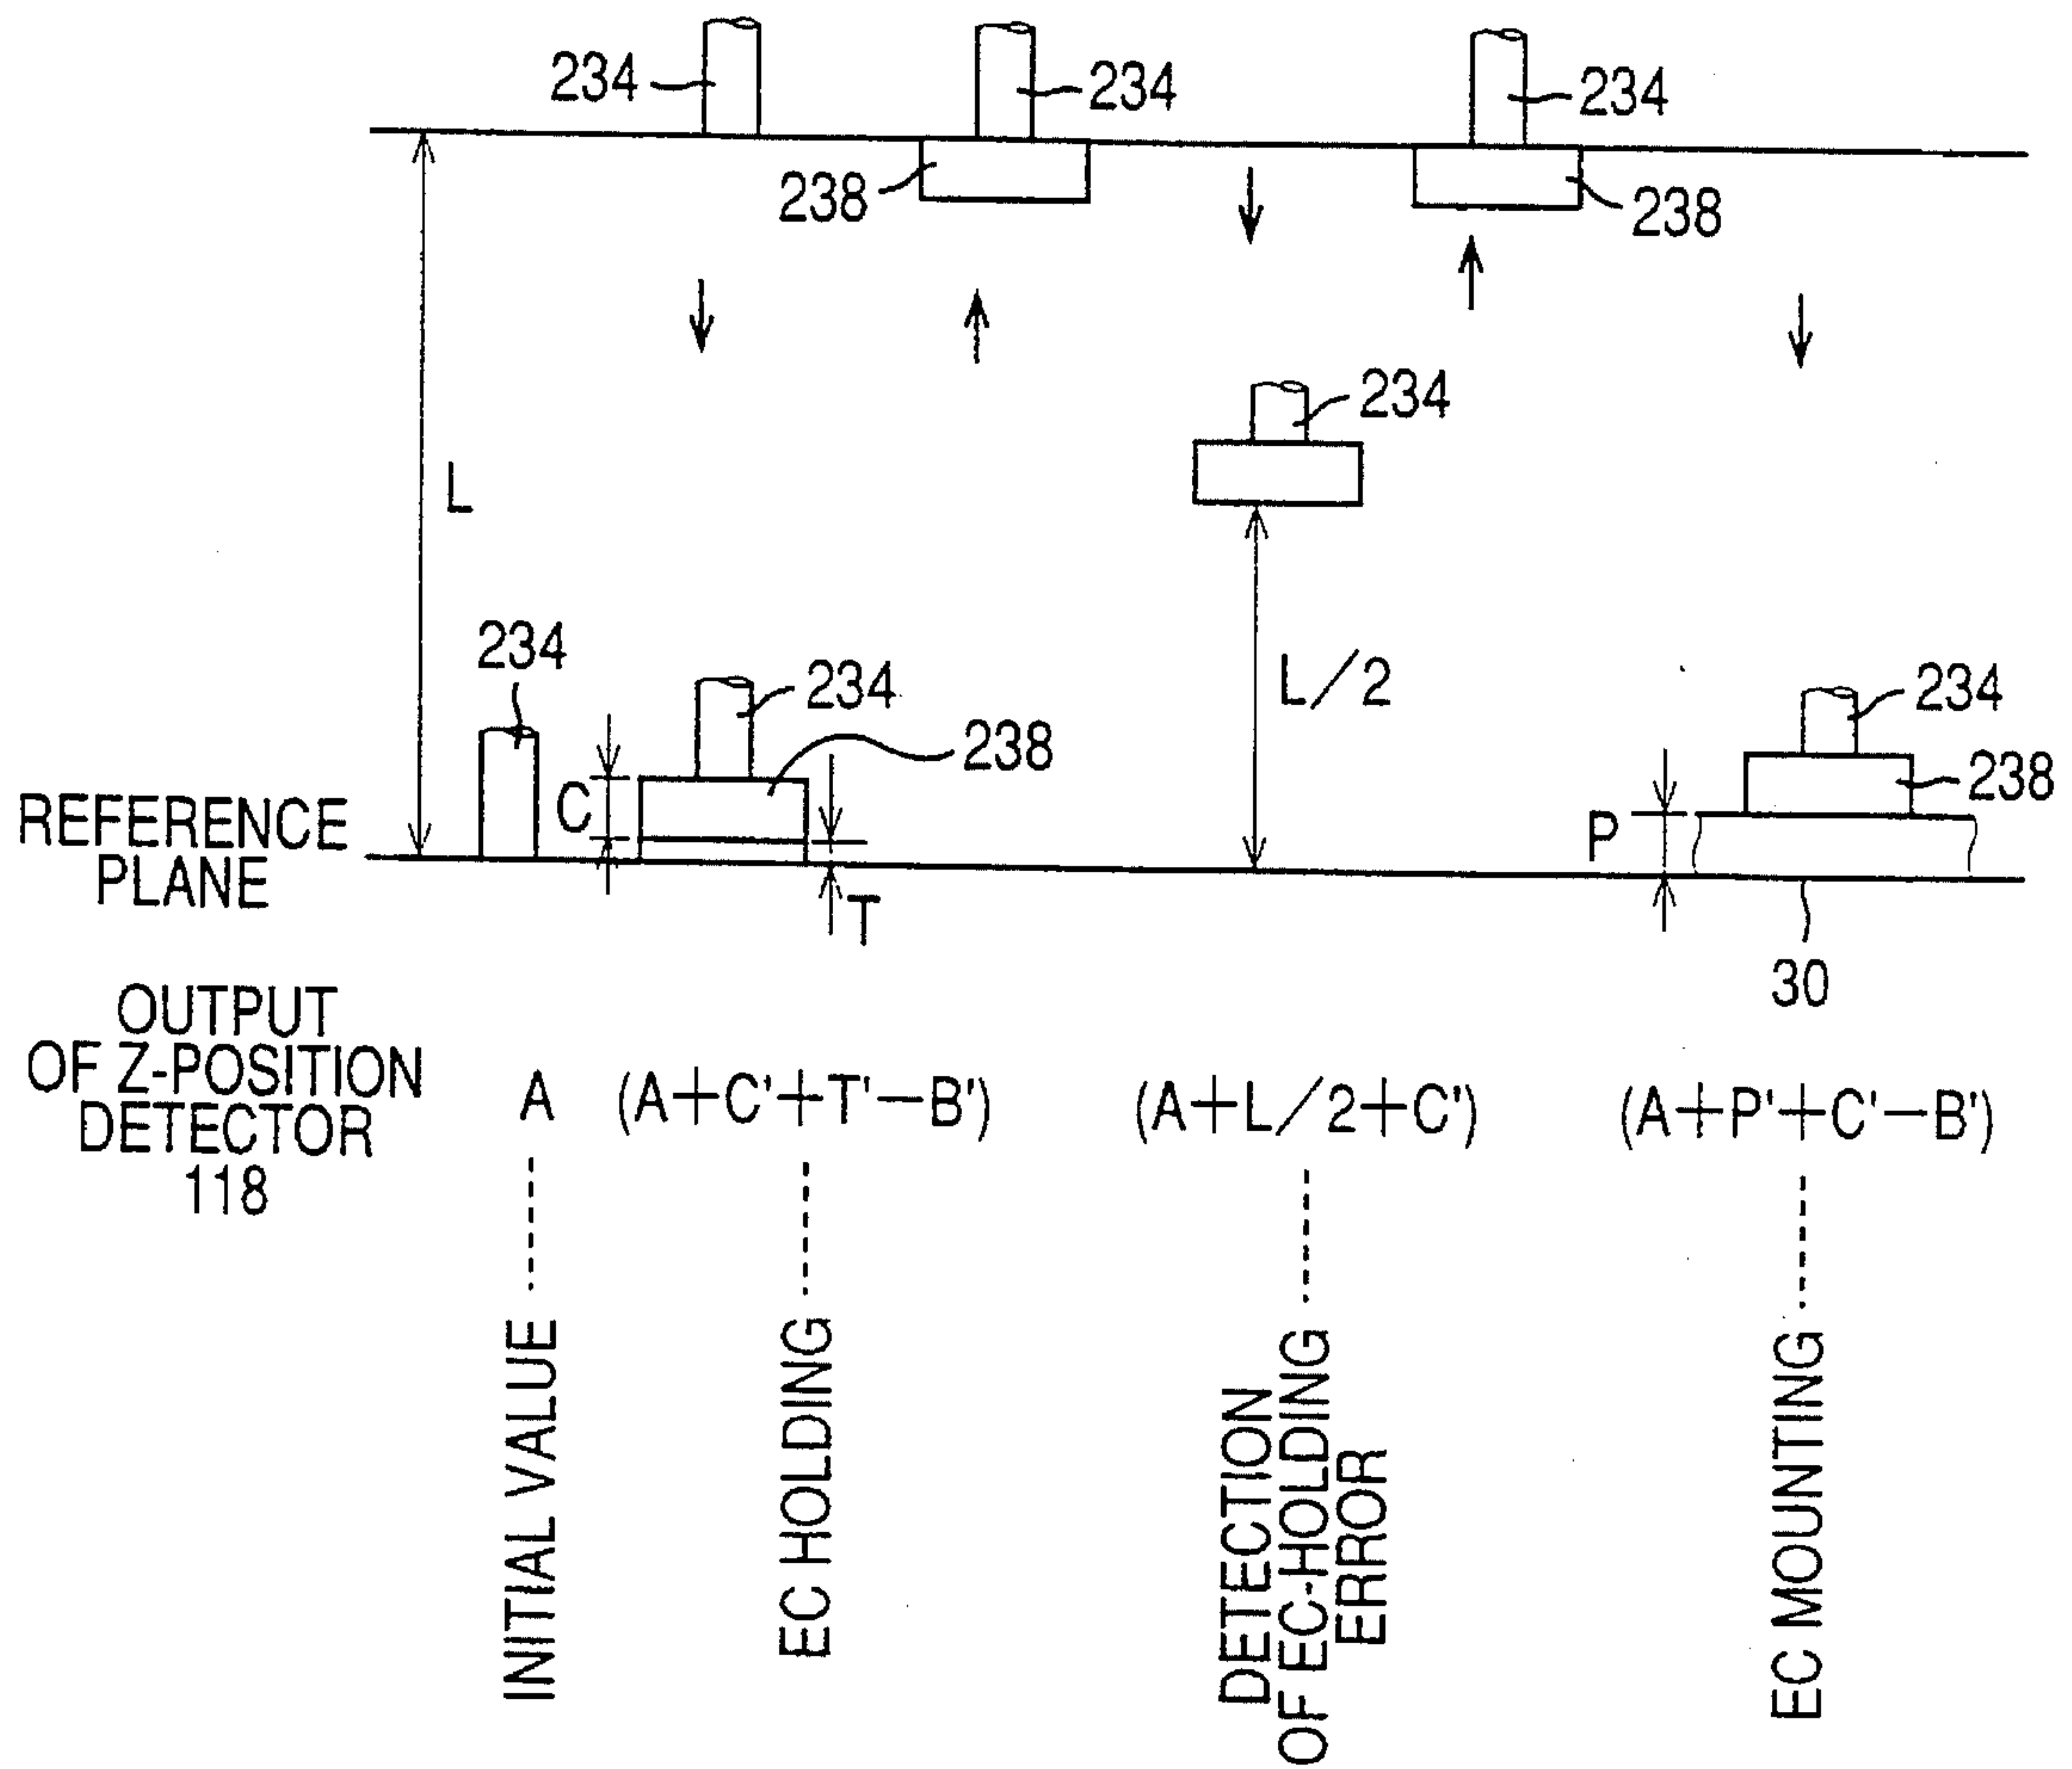 234
234
234
238
238
234
L
L/2
234
234
238
C
T
234
238
P
30
REFERENCE
PLANE
OUTPUT
OF Z-POSITION
DETECTOR
118
A
(A+C'+T'-B')
(A+L/2+C')
(A+P'+C'-B')
INITIAL VALUE
EC HOLDING
DETECTION
OF EC-HOLDING
ERROR
EC MOUNTING